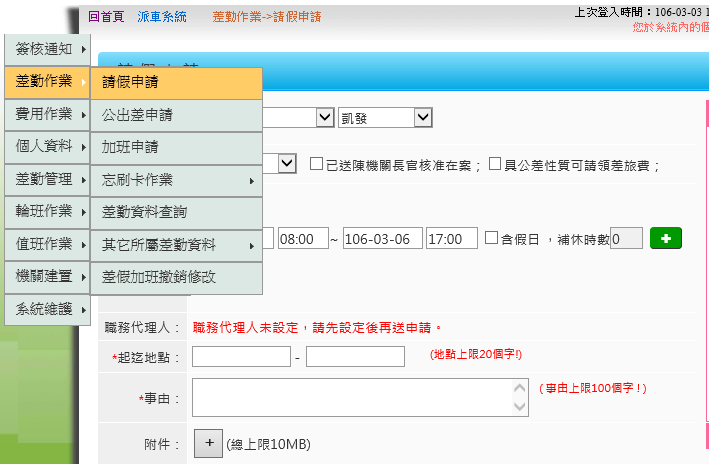 回首頁 派車系統 差勤作業->請假申請
上次登入時間：106-03-03 1
您於系統內的個
簽核通知
差勤作業
費用作業
個人資料
差勤管理
輪班作業
值班作業
機關建置
系統維護
請假申請
公出差申請
加班申請
忘刷卡作業
差勤資料查詢
其它所屬差勤資料
差假加班撤銷修改
凱發
已送陳機關長官核准在案； 具公差性質可請領差旅費；
08:00 ~ 106-03-06 17:00 含假日 ，補休時數 0
職務代理人： 職務代理人未設定，請先設定後再送申請。
*起迄地點： - (地點上限20個字!)
*事由： (事由上限100個字！)
附件： + (總上限10MB)